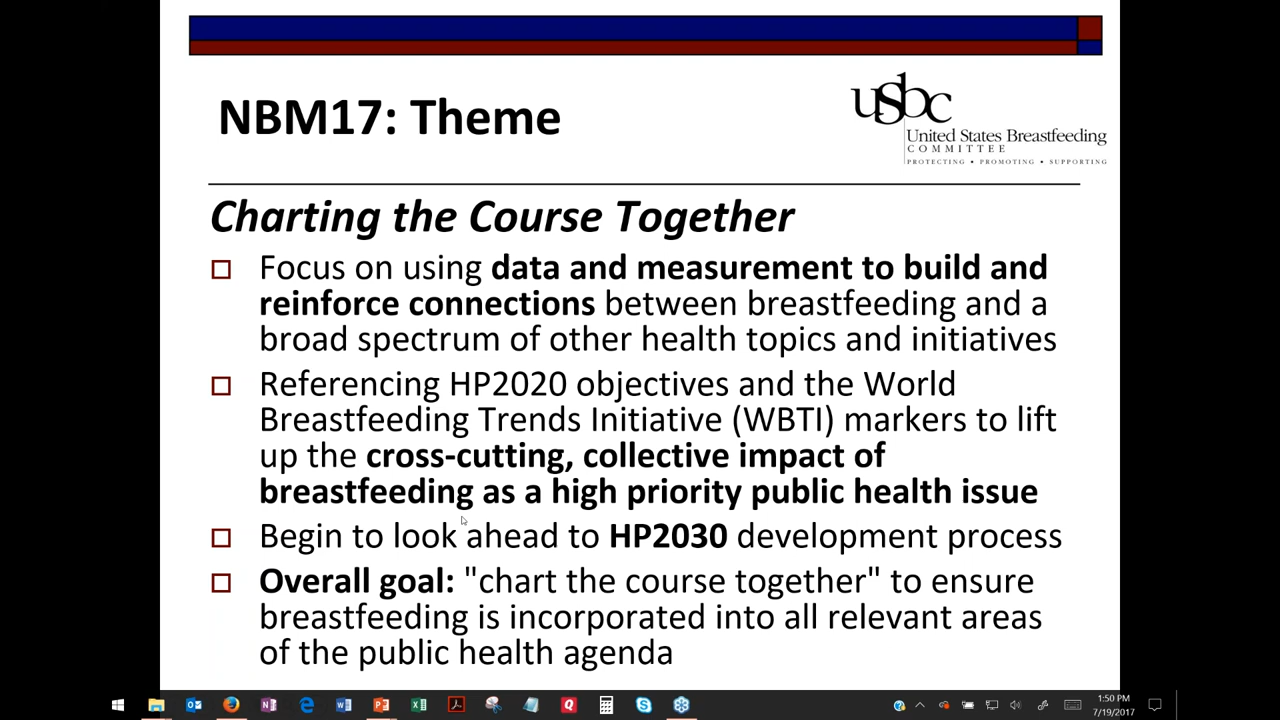 NBM17: Theme
usbc
United States Breastfeeding
COMMITTEE
PROTECTING • PROMOTING • SUPPORTING
Charting the Course Together
Focus on using data and measurement to build and
reinforce connections between breastfeeding and a
broad spectrum of other health topics and initiatives
Referencing HP2020 objectives and the World
Breastfeeding Trends Initiative (WBTI) markers to lift
up the cross-cutting, collective impact of
breastfeeding as a high priority public health issue
Begin to look ahead to HP2030 development process
Overall goal: "chart the course together" to ensure
breastfeeding is incorporated into all relevant areas
of the public health agenda
1:50 PM
7/19/2017